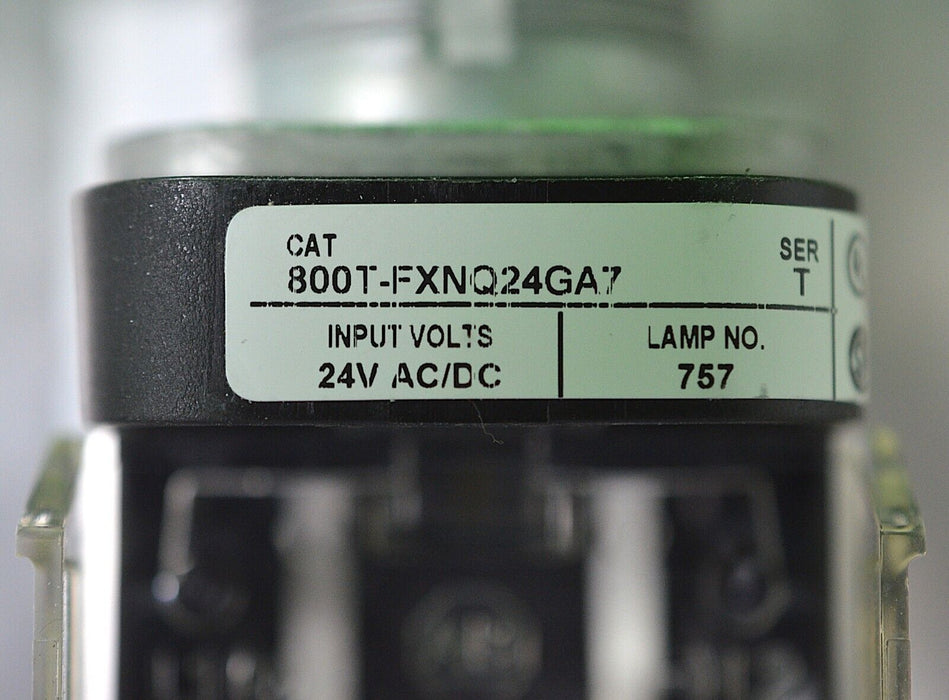 CAT
SER
800T-FXNQ24GA7
T
INPUT VOLTS
LAMP NO.
24V AC/DC
757